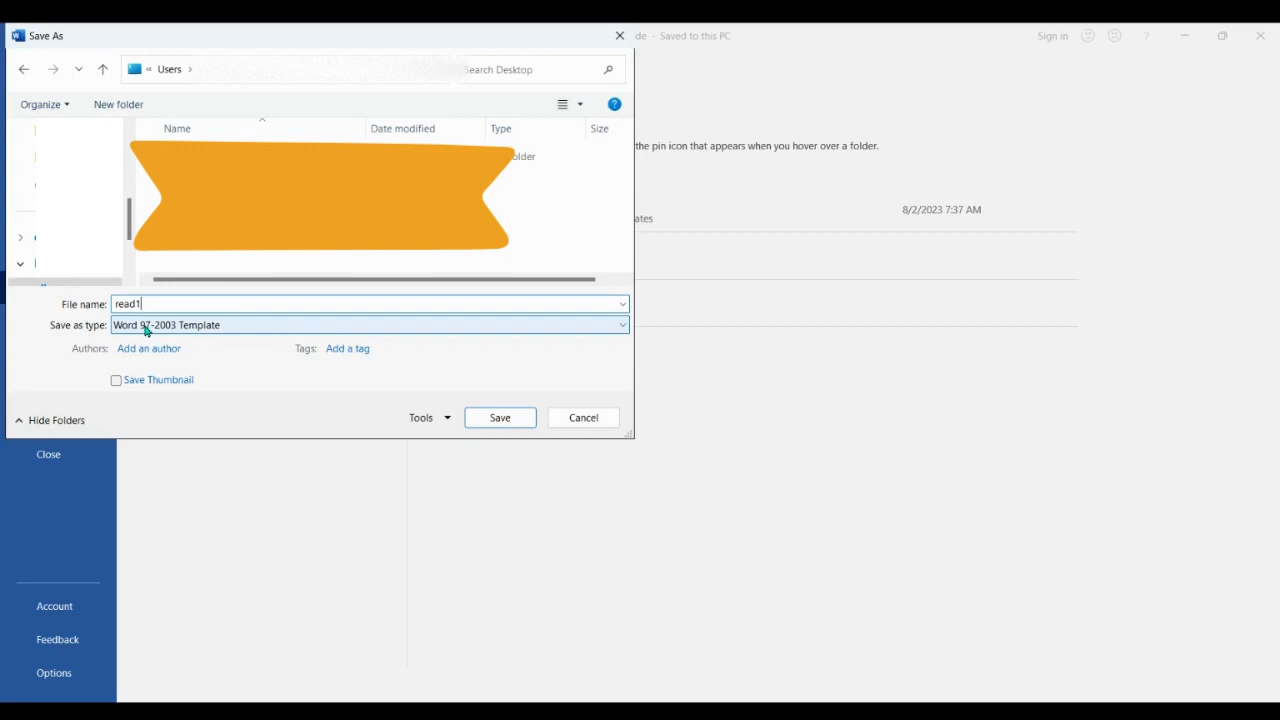 Save As
de - Saved to this PC
Sign in
?
« Users >
Search Desktop
Organize
New folder
?
Name
Date modified
Type
Size
older
the pin icon that appears when you hover over a folder.
8/2/2023 7:37 AM
ates
File name: read1
Save as type: Word 97-2003 Template
Authors: Add an author
Tags: Add a tag
Save Thumbnail
Hide Folders
Tools
Save
Cancel
Close
Account
Feedback
Options